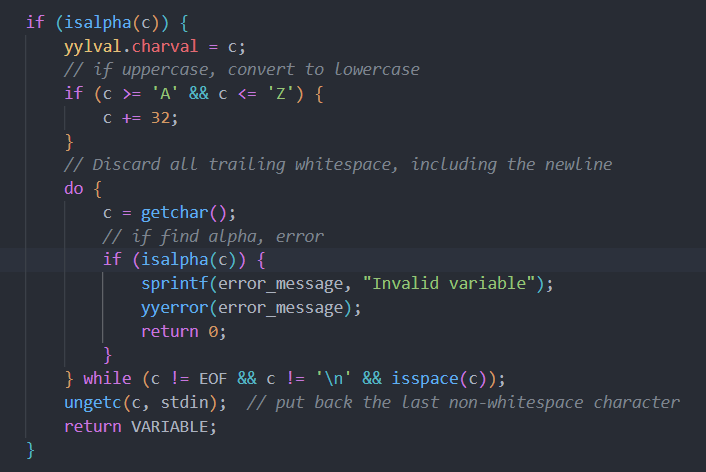 if (isalpha(c)) {
    yylval.charval = c;
    // if uppercase, convert to lowercase
    if (c >= 'A' && c <= 'Z') {
        c += 32;
    }
    // Discard all trailing whitespace, including the newline
    do {
        c = getchar();
        // if find alpha, error
        if (isalpha(c)) {
            sprintf(error_message, "Invalid variable");
            yyerror(error_message);
            return 0;
        }
    } while (c != EOF && c != '\n' && isspace(c));
    ungetc(c, stdin);  // put back the last non-whitespace character
    return VARIABLE;
}